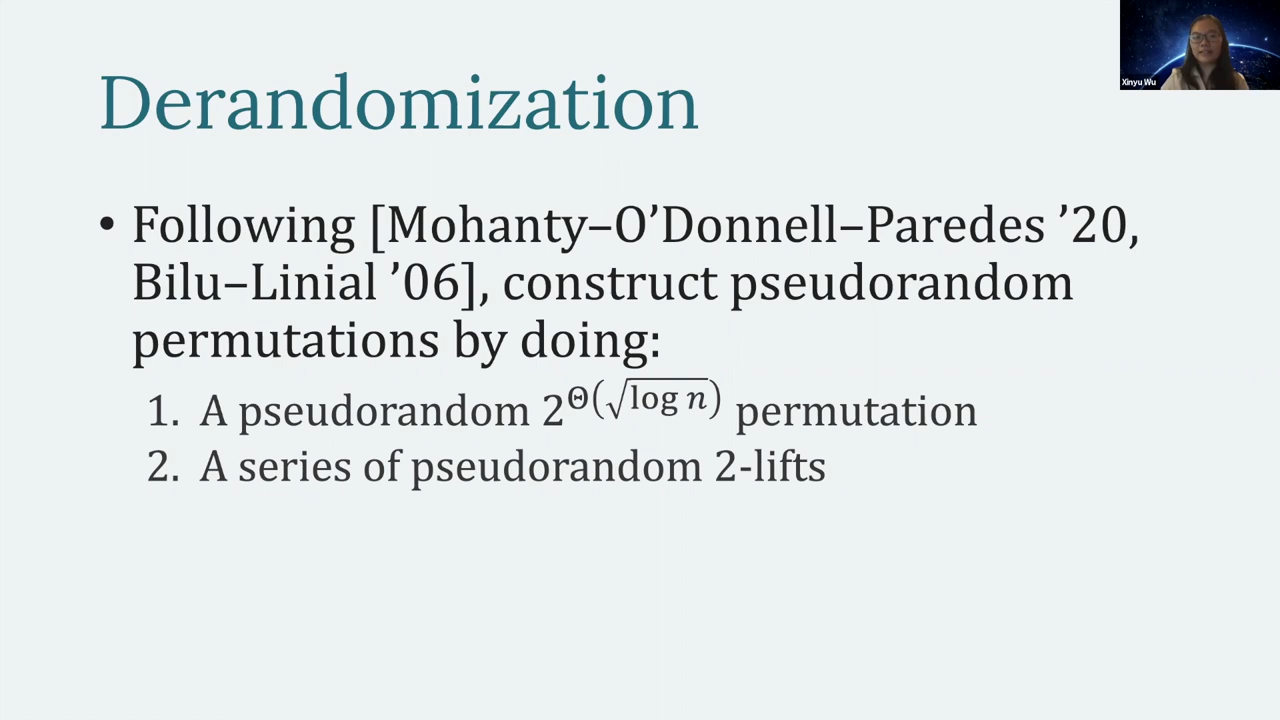 Xinyu Wu
Derandomization
• Following [Mohanty–O’Donnell–Paredes ’20,
Bilu–Linial ’06], construct pseudorandom
permutations by doing:
1. A pseudorandom 2^Θ(√log n) permutation
2. A series of pseudorandom 2-lifts